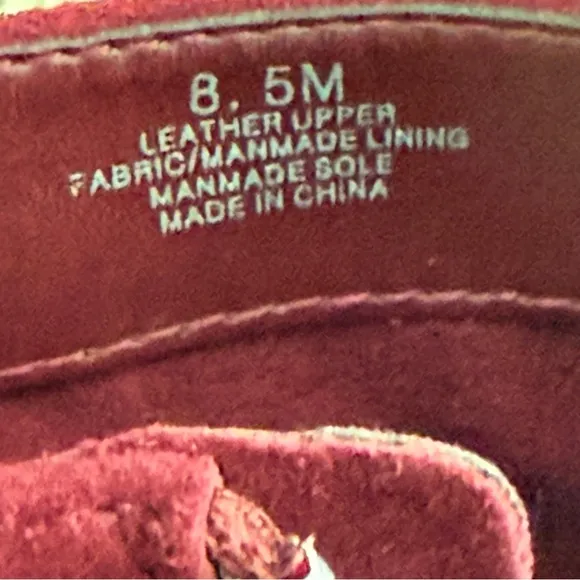 8.5M
LEATHER UPPER
FABRIC/MANMADE LINING
MANMADE SOLE
MADE IN CHINA